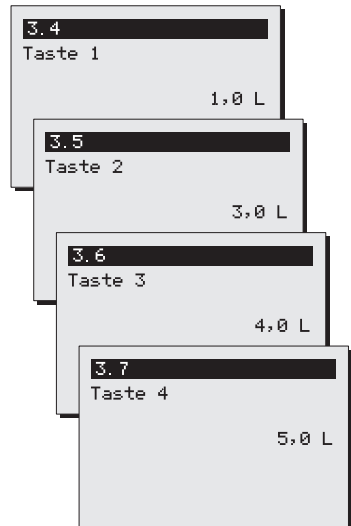 3.4
Taste 1
1,0 L
3.5
Taste 2
3,0 L
3.6
Taste 3
4,0 L
3.7
Taste 4
5,0 L